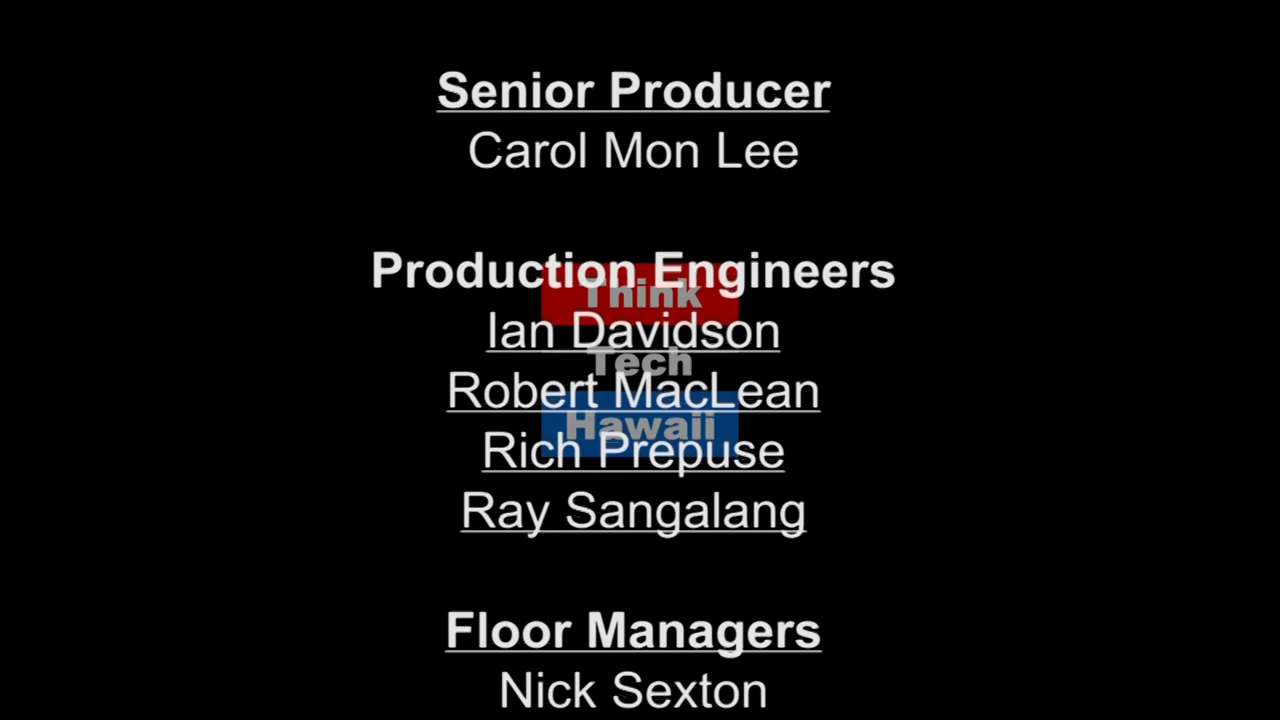 Senior Producer
Carol Mon Lee
Production Engineers
Think
Ian Davidson
Tech
Robert MacLean
Hawaii
Rich Prepuse
Ray Sangalang
Floor Managers
Nick Sexton